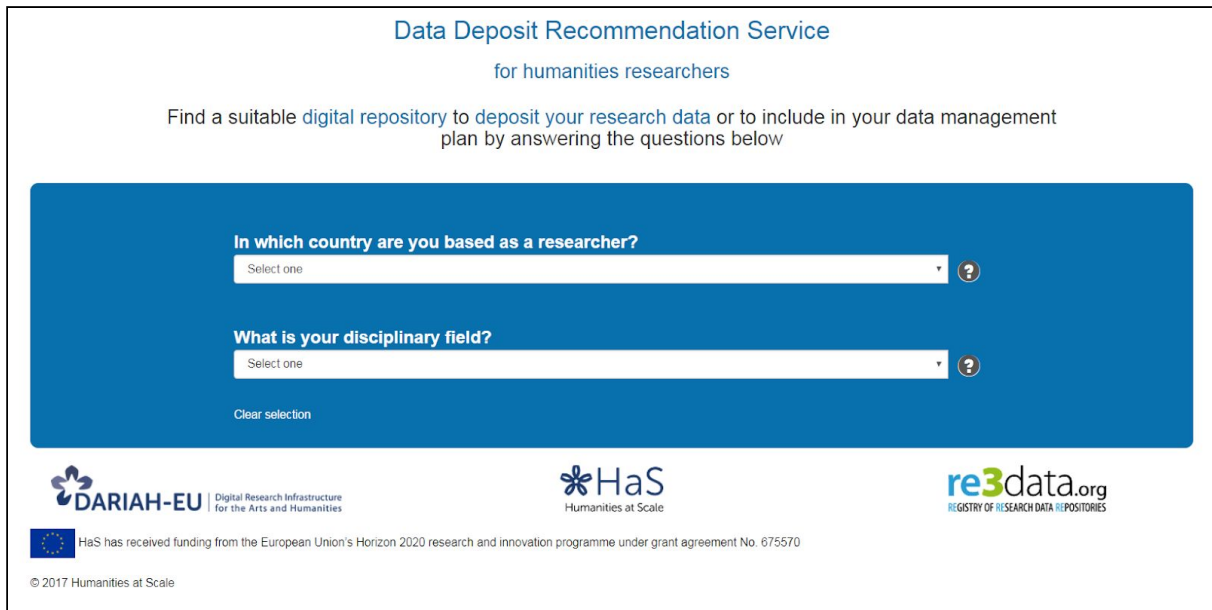 Data Deposit Recommendation Service
for humanities researchers
Find a suitable digital repository to deposit your research data or to include in your data management
plan by answering the questions below
In which country are you based as a researcher?
Select one
?
What is your disciplinary field?
Select one
?
Clear selection
DARIAH-EU
Digital Research Infrastructure
for the Arts and Humanities
HaS
Humanities at Scale
re3data.org
REGISTRY OF RESEARCH DATA REPOSITORIES
HaS has received funding from the European Union's Horizon 2020 research and innovation programme under grant agreement No. 675570
© 2017 Humanities at Scale